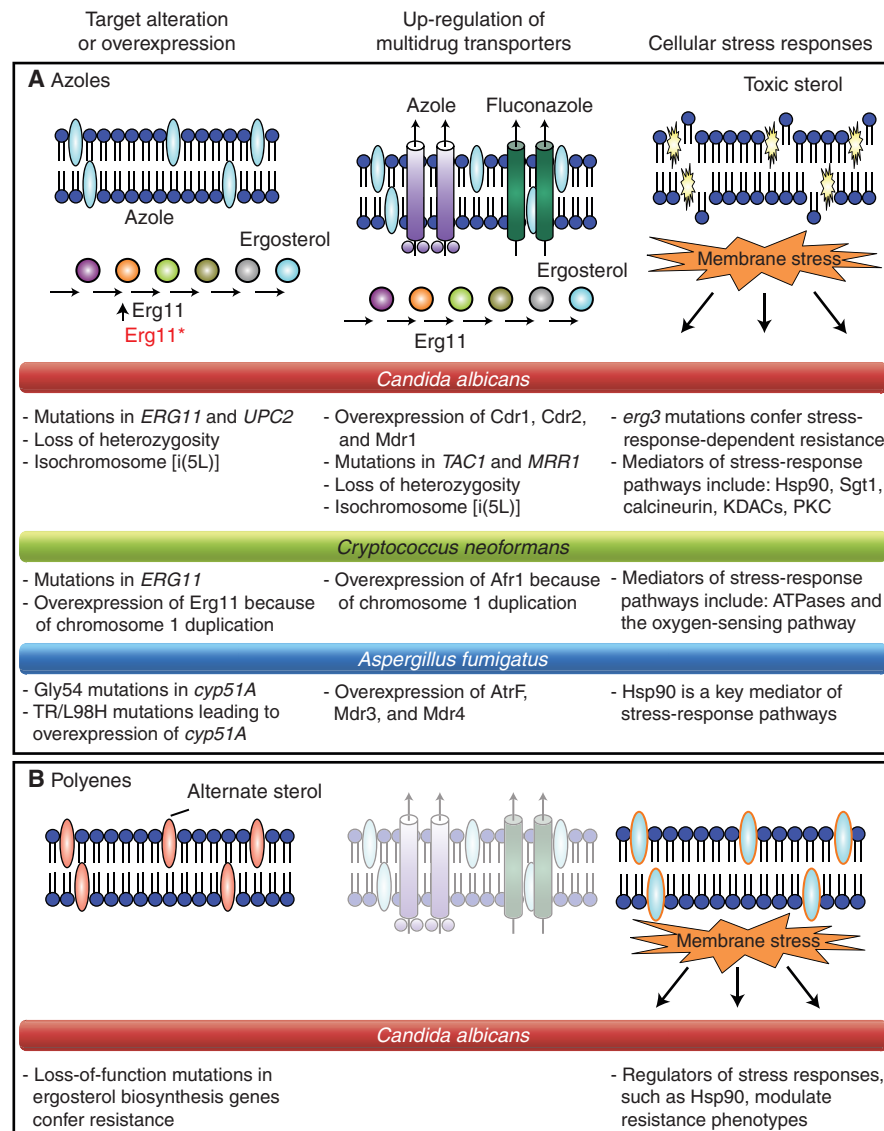 Target alteration
or overexpression
Up-regulation of
multidrug transporters
Cellular stress responses
A Azoles
Azole
Ergosterol
Erg11
Erg11*
Azole
Fluconazole
Ergosterol
Erg11
Toxic sterol
Membrane stress
Candida albicans
- Mutations in ERG11 and UPC2
- Loss of heterozygosity
- Isochromosome [i(5L)]
- Overexpression of Cdr1, Cdr2,
and Mdr1
- Mutations in TAC1 and MRR1
- Loss of heterozygosity
- Isochromosome [i(5L)]
- erg3 mutations confer stress-
response-dependent resistance
- Mediators of stress-response
pathways include: Hsp90, Sgt1,
calcineurin, KDACs, PKC
Cryptococcus neoformans
- Mutations in ERG11
- Overexpression of Erg11 because
of chromosome 1 duplication
- Overexpression of Afr1 because
of chromosome 1 duplication
- Mediators of stress-response
pathways include: ATPases and
the oxygen-sensing pathway
Aspergillus fumigatus
- Gly54 mutations in cyp51A
- TR/L98H mutations leading to
overexpression of cyp51A
- Overexpression of AtrF,
Mdr3, and Mdr4
- Hsp90 is a key mediator of
stress-response pathways
B Polyenes
Alternate sterol
Membrane stress
Candida albicans
- Loss-of-function mutations in
ergosterol biosynthesis genes
confer resistance
- Regulators of stress responses,
such as Hsp90, modulate
resistance phenotypes